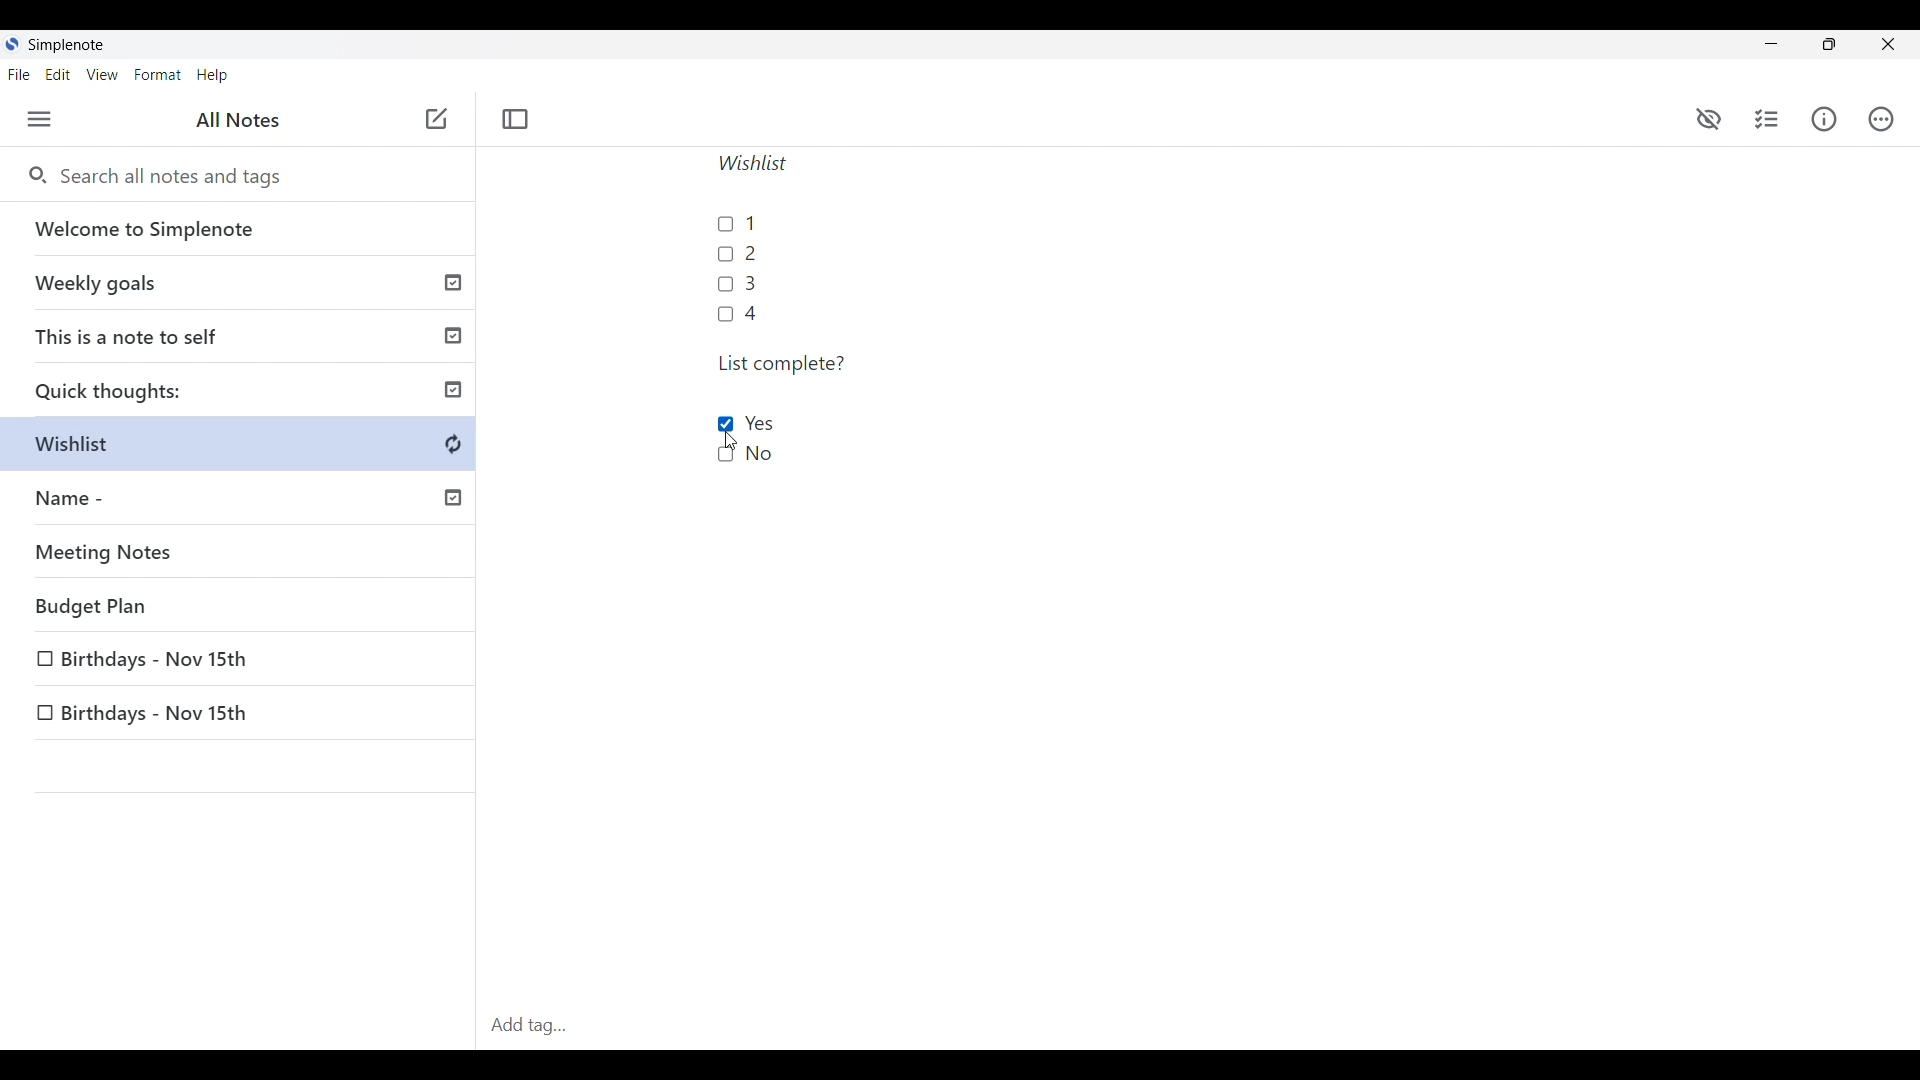 Simplenote
File Edit View Format Help
All Notes
Search all notes and tags
Welcome to Simplenote
Weekly goals
This is a note to self
Quick thoughts:
Wishlist
Name -
Meeting Notes
Budget Plan
Birthdays - Nov 15th
Birthdays - Nov 15th
Wishlist
1
2
3
4
List complete?
Yes
No
Add tag...